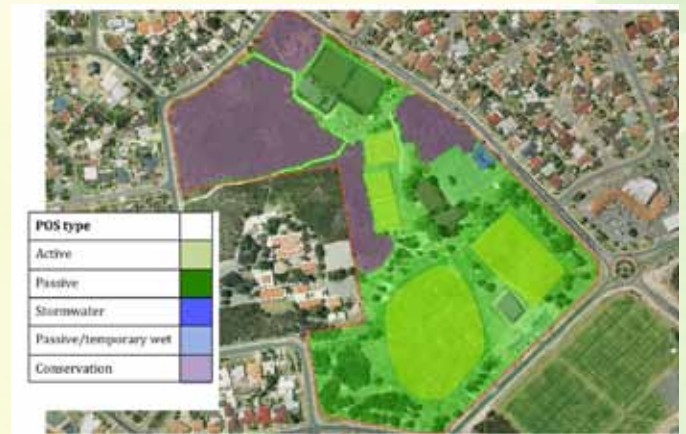 POS type
Active
Passive
Stormwater
Passive/temporary wet
Conservation